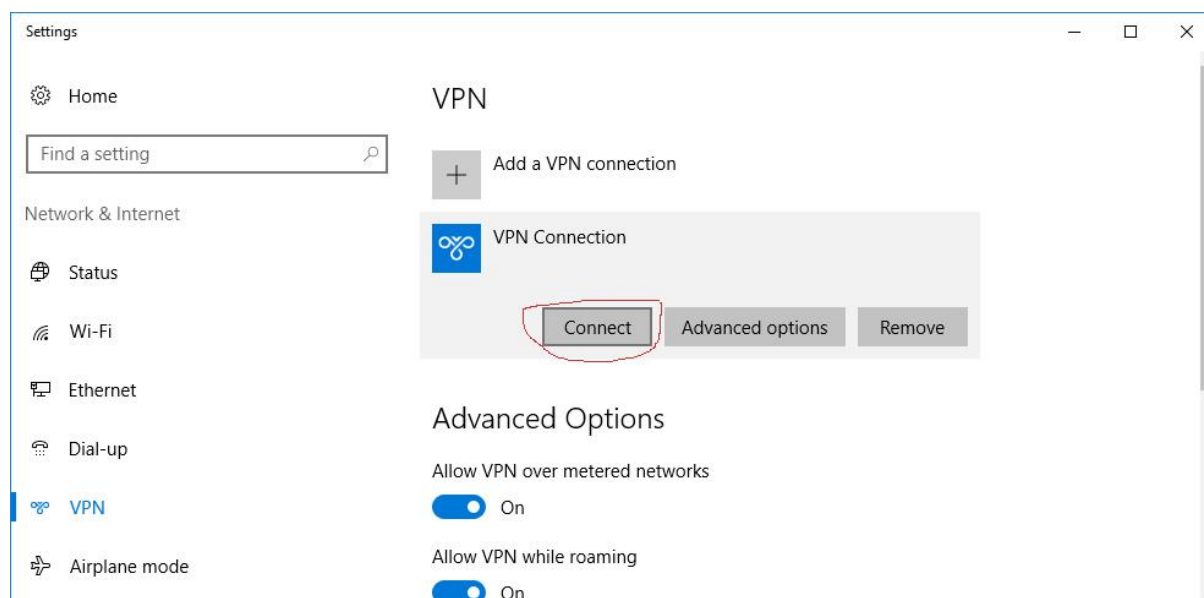 Settings
Home
Find a setting
Network & Internet
Status
Wi-Fi
Ethernet
Dial-up
VPN
Airplane mode
VPN
Add a VPN connection
VPN Connection
Connect
Advanced options
Remove
Advanced Options
Allow VPN over metered networks
On
Allow VPN while roaming
On